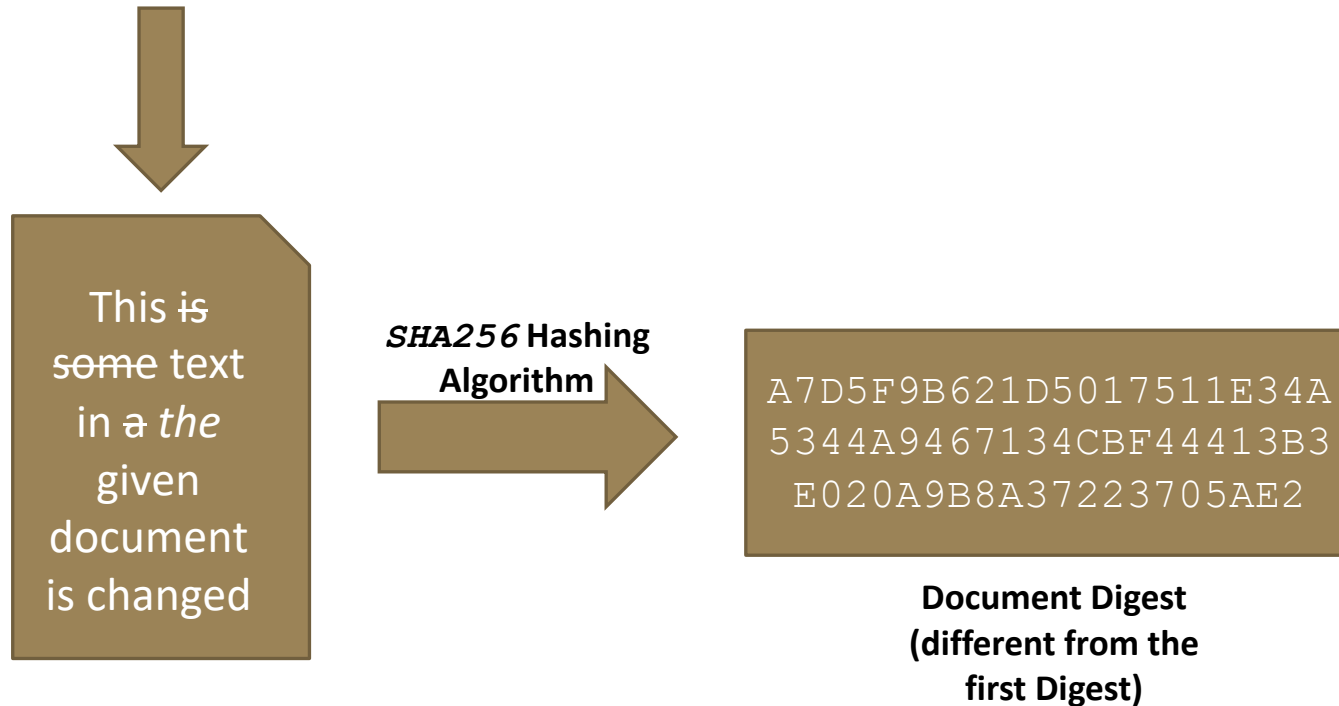 This ~~is~~
~~some~~ text
in ~~a~~ the
given
document
is changed
SHA256 Hashing
Algorithm
A7D5F9B621D5017511E34A
5344A9467134CBF44413B3
E020A9B8A37223705AE2
Document Digest
(different from the
first Digest)